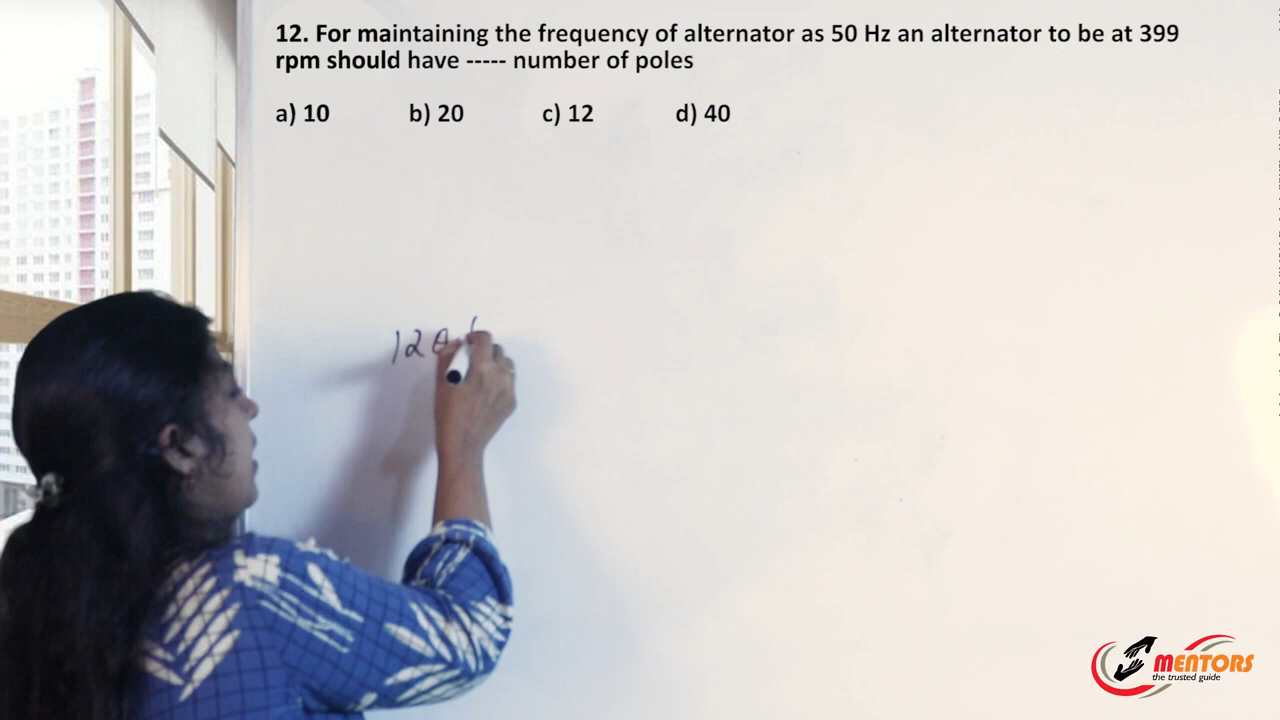 12. For maintaining the frequency of alternator as 50 Hz an alternator to be at 399
rpm should have ----- number of poles
a) 10 b) 20 c) 12 d) 40
120
MENTORS
the trusted guide